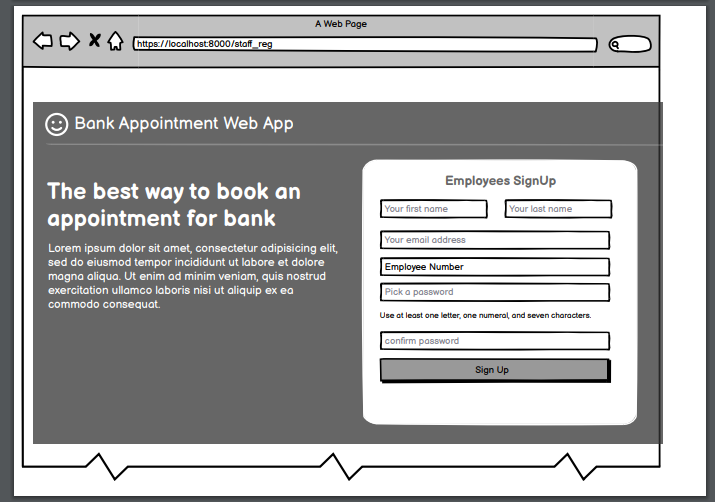 A Web Page
https://localhost:8000/staff_reg
Bank Appointment Web App
The best way to book an
appointment for bank
Lorem ipsum dolor sit amet, consectetur adipisicing elit,
sed do eiusmod tempor incididunt ut labore et dolore
magna aliqua. Ut enim ad minim veniam, quis nostrud
exercitation ullamco laboris nisi ut aliquip ex ea
commodo consequat.
Employees SignUp
Your first name
Your last name
Your email address
Employee Number
Pick a password
Use at least one letter, one numeral, and seven characters.
confirm password
Sign Up